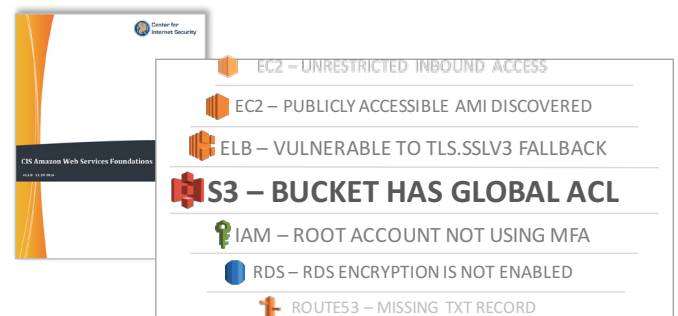 Center for
Internet Security
CIS Amazon Web Services Foundations
EC2 – UNRESTRICTED INBOUND ACCESS
EC2 – PUBLICLY ACCESSIBLE AMI DISCOVERED
ELB – VULNERABLE TO TLS.SSLV3 FALLBACK
S3 – BUCKET HAS GLOBAL ACL
IAM – ROOT ACCOUNT NOT USING MFA
RDS – RDS ENCRYPTION IS NOT ENABLED
ROUTE53 – MISSING TXT RECORD